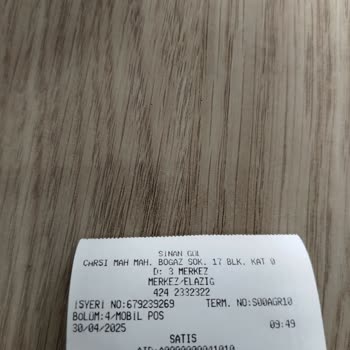 SINAN GUL
CARSI MAH MAH. BOGAZ SOK. 17 BLK. KAT 0
D: 3 MERKEZ
MERKEZ/ELAZIG
424 2332322
ISYERI NO:679239269 TERM. NO:S00AGR10
BOLUM:4/MOBIL POS
30/04/2025 09:49
SATIS